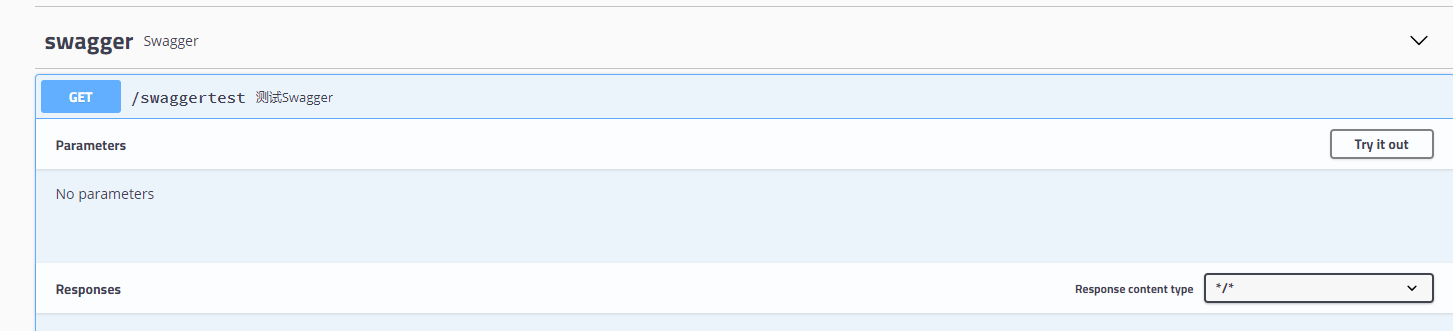 swagger Swagger
GET /swaggertest 测试Swagger
Parameters Try it out
No parameters
Responses Response content type */*